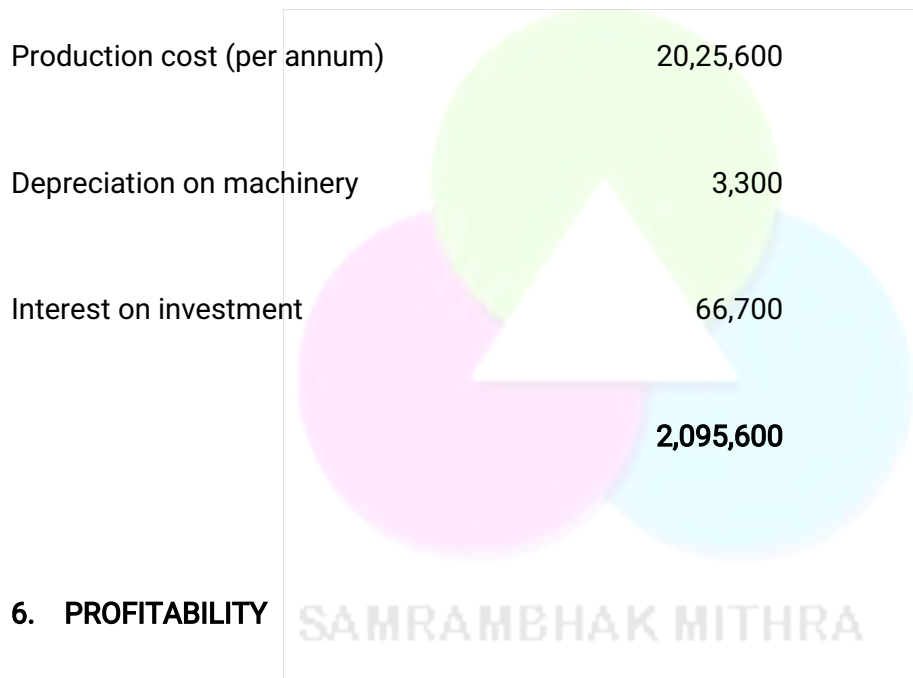 Production cost (per annum) 20,25,600
Depreciation on machinery 3,300
Interest on investment 66,700
2,095,600
6. PROFITABILITY
SAMRAMBHAK MITHRA